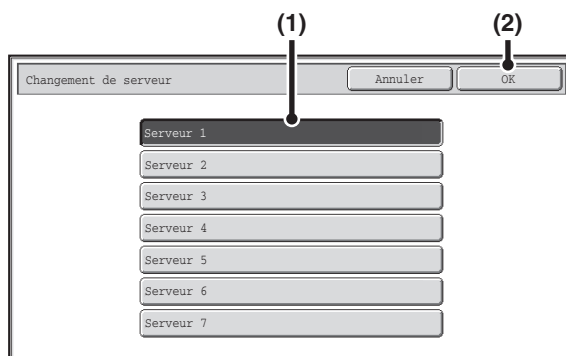 (1) (2)
Changement de serveur Annuler OK
Serveur 1
Serveur 2
Serveur 3
Serveur 4
Serveur 5
Serveur 6
Serveur 7